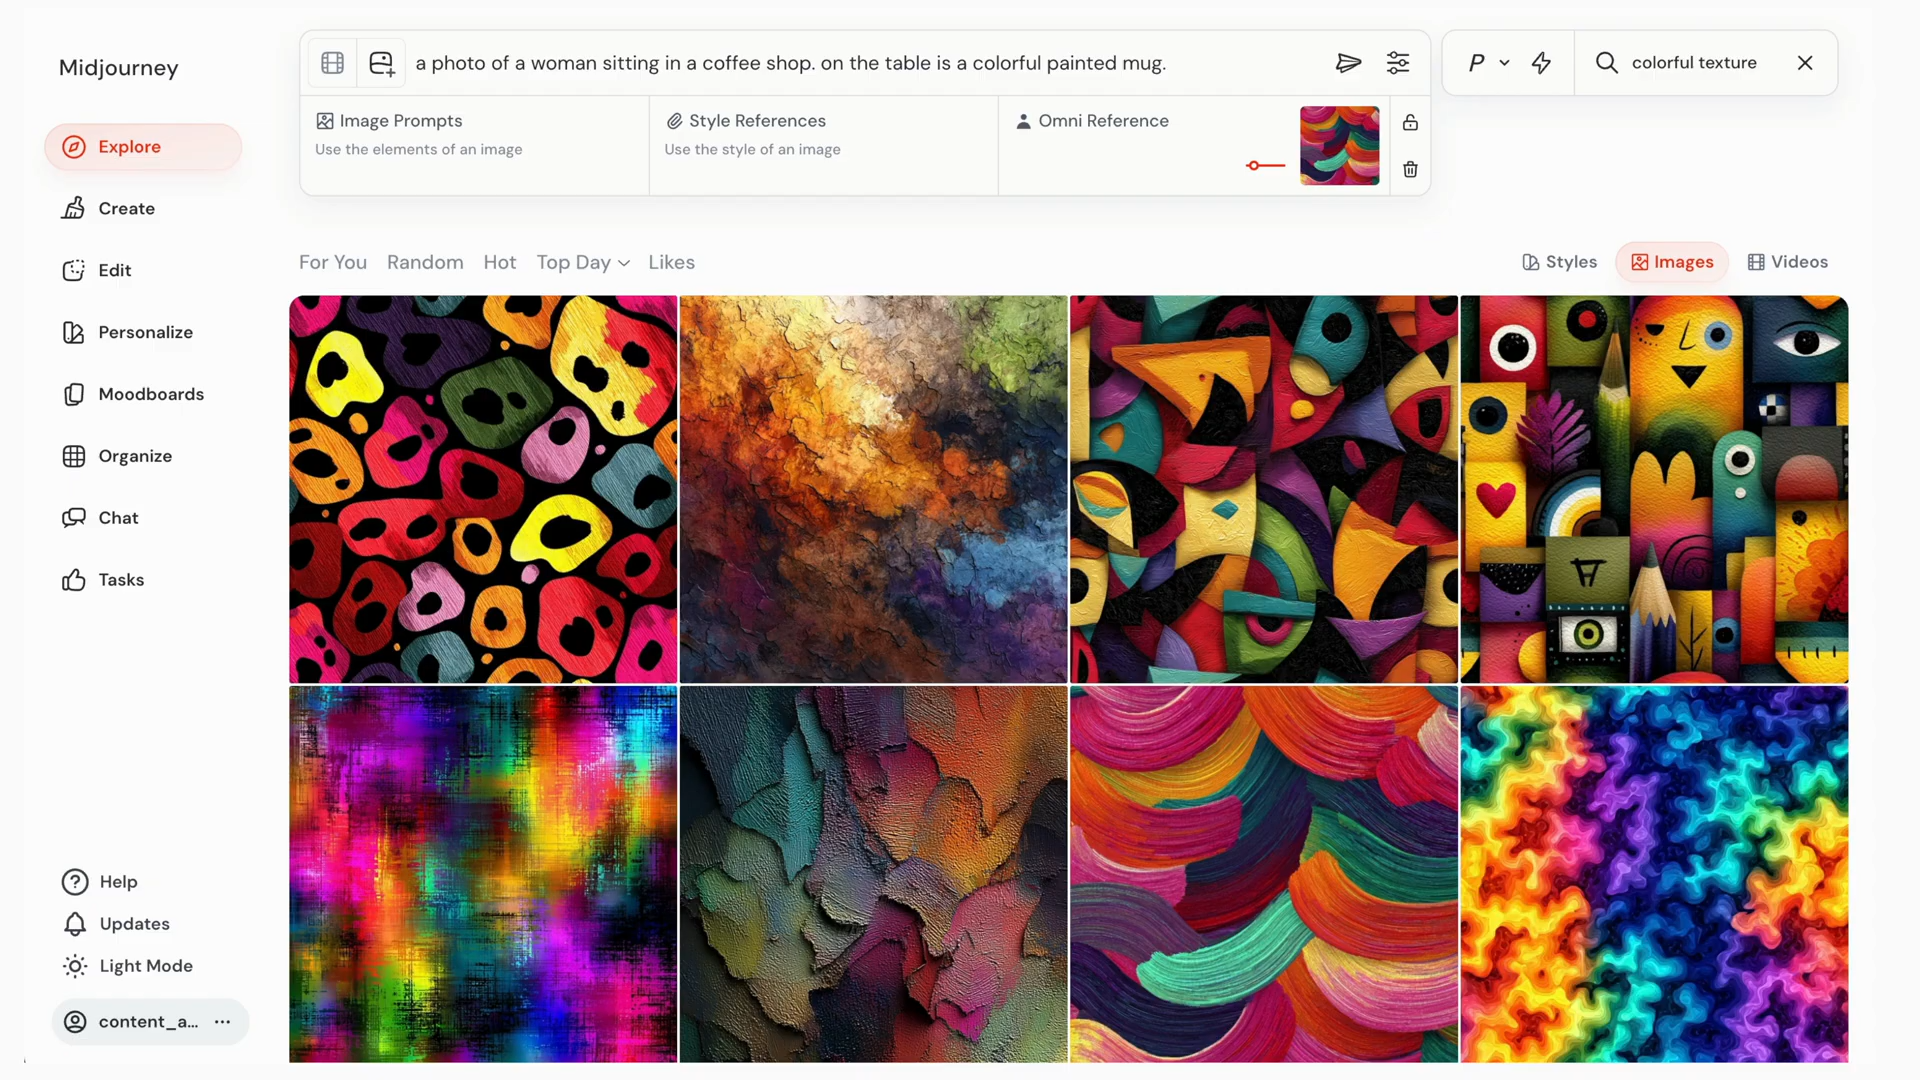 Midjourney
a photo of a woman sitting in a coffee shop. on the table is a colorful painted mug.
P
colorful texture
Image Prompts
Use the elements of an image
Style References
Use the style of an image
Omni Reference
Explore
Create
Edit
Personalize
Moodboards
Organize
Chat
Tasks
For You
Random
Hot
Top Day
Likes
Styles
Images
Videos
Help
Updates
Light Mode
content_a...